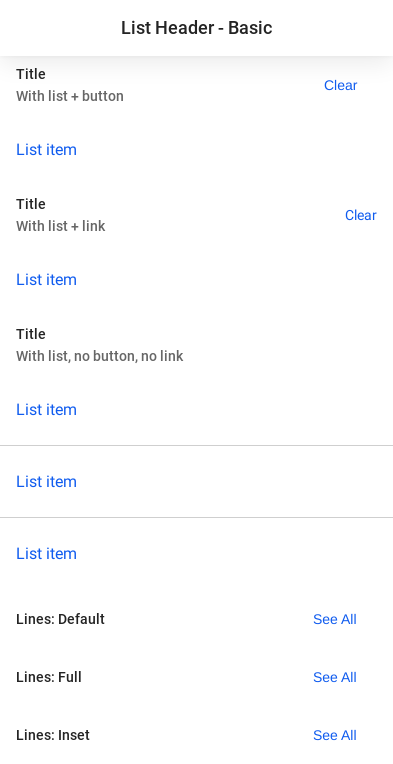 List Header - Basic
Title
With list + button
Clear
List item
Title
With list + link
Clear
List item
Title
With list, no button, no link
List item
List item
List item
Lines: Default
See All
Lines: Full
See All
Lines: Inset
See All